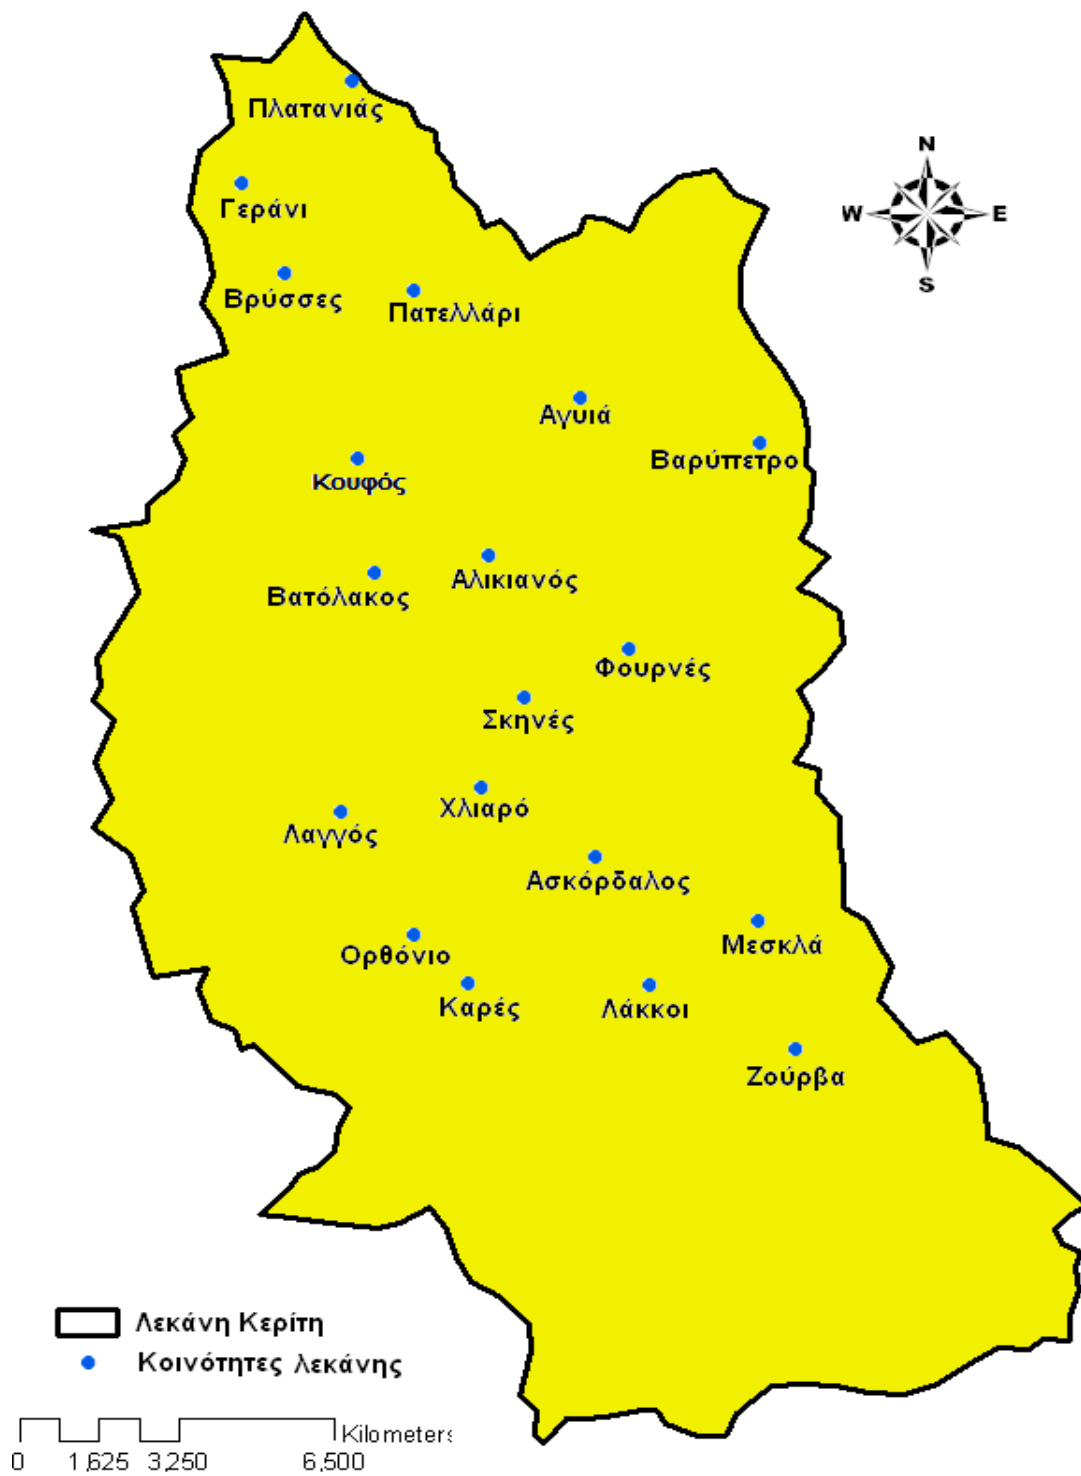 Πλατανιάς
N
W E
S
Γεράνι
Βρύσσες
Πατελλάρι
Αγυιά
Βαρύπετρο
Κουφός
Αλικιανός
Βατόλακος
Φουρνές
Σκηνές
Χλιαρό
Λαγγός
Ασκόρδαλος
Μεσκλά
Ορθόνιο
Καρές
Λάκκοι
Ζούρβα
Λεκάνη Κερίτη
Κοινότητες λεκάνης
Kilometers
0 1,625 3,250 6,500